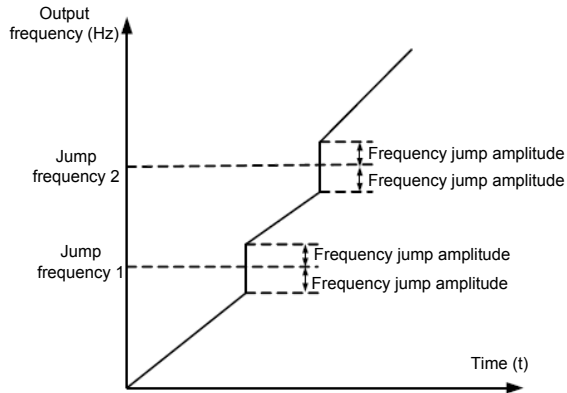 Output
frequency (Hz)
Jump
frequency 2
Frequency jump amplitude
Frequency jump amplitude
Jump
frequency 1
Frequency jump amplitude
Frequency jump amplitude
Time (t)